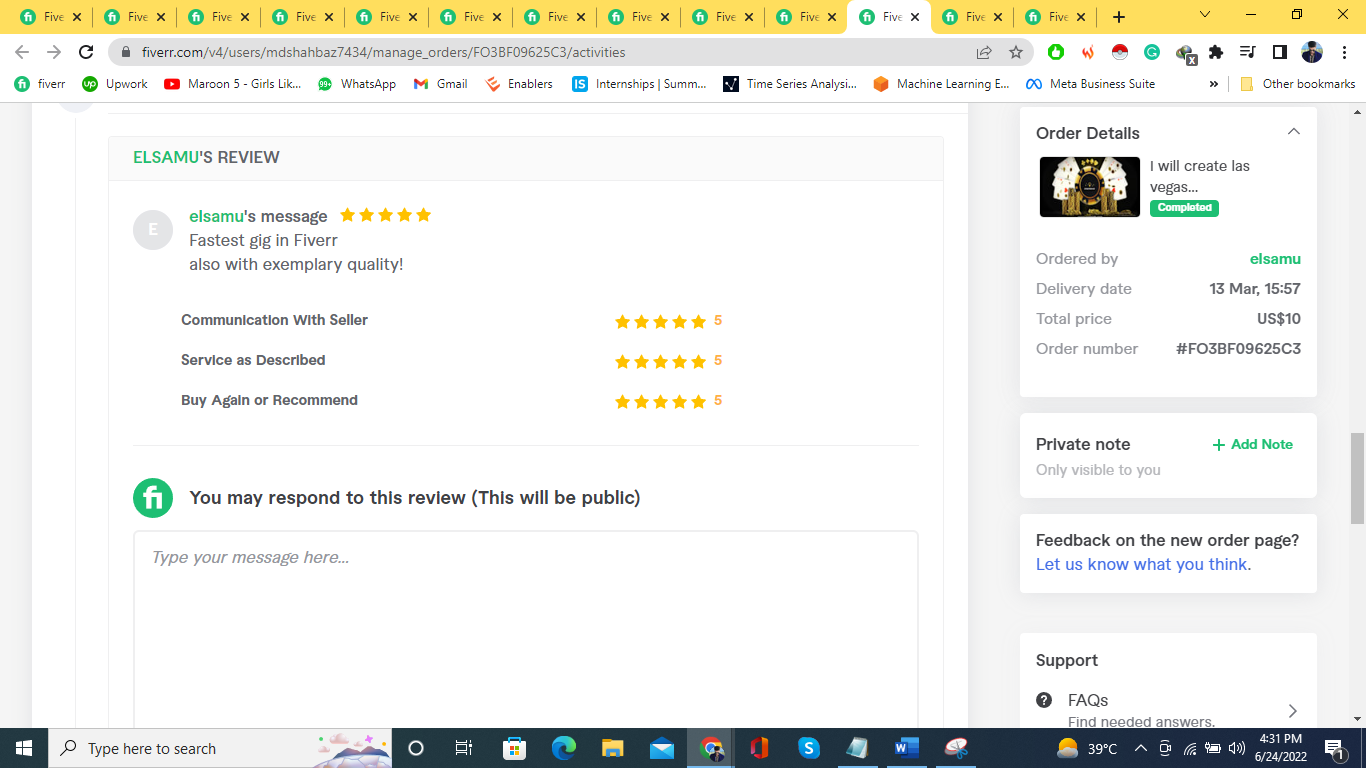 Five
Five
Five
Five
Five
Five
Five
Five
Five
Five
Five
Five
Five
fiverr.com/v4/users/mdshahbaz7434/manage_orders/FO3BF09625C3/activities
fiverr
Upwork
Maroon 5 - Girls Lik...
99+
WhatsApp
Gmail
Enablers
IS
Internships | Summ...
Time Series Analysi...
Machine Learning E...
Meta Business Suite
»
Other bookmarks
ELSAMU'S REVIEW
E
elsamu's message
Fastest gig in Fiverr
also with exemplary quality!
Communication With Seller 5
Service as Described 5
Buy Again or Recommend 5
fi
You may respond to this review (This will be public)
Type your message here...
Order Details
I will create las
vegas...
Completed
Ordered by elsamu
Delivery date 13 Mar, 15:57
Total price US$10
Order number #FO3BF09625C3
Private note + Add Note
Only visible to you
Feedback on the new order page?
Let us know what you think.
Support
FAQs
Find needed answers.
Type here to search
39°C
4:31 PM
6/24/2022
1